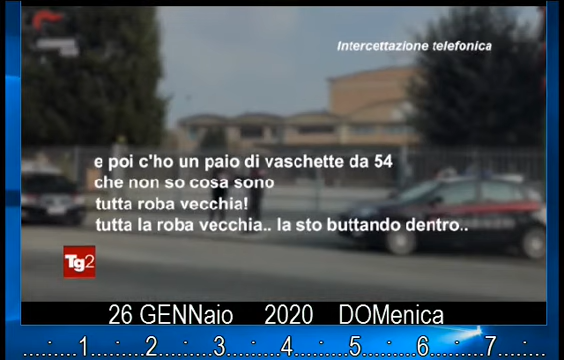 Intercettazione telefonica
e poi c'ho un paio di vaschette da 54
che non so cosa sono
tutta roba vecchia!
tutta la roba vecchia.. la sto buttando dentro..
Tg2
26 GENNaio 2020 DOMenica
....:....1....:....2....:....3....:....4....:....5....:....6....:....7....: